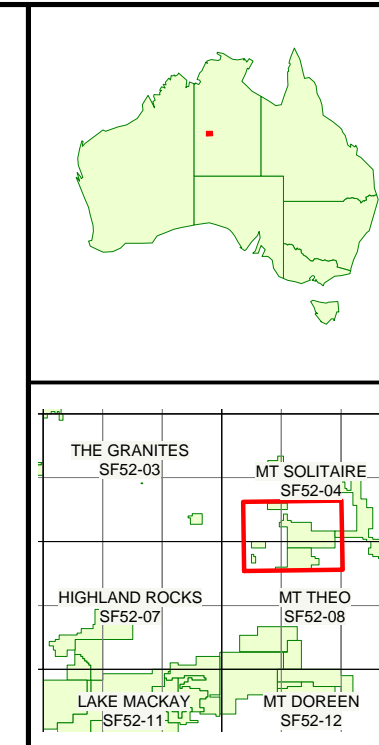 THE GRANITES
SF52-03
MT SOLITAIRE
SF52-04
HIGHLAND ROCKS
SF52-07
MT THEO
SF52-08
LAKE MACKAY
SF52-11
MT DOREEN
SF52-12